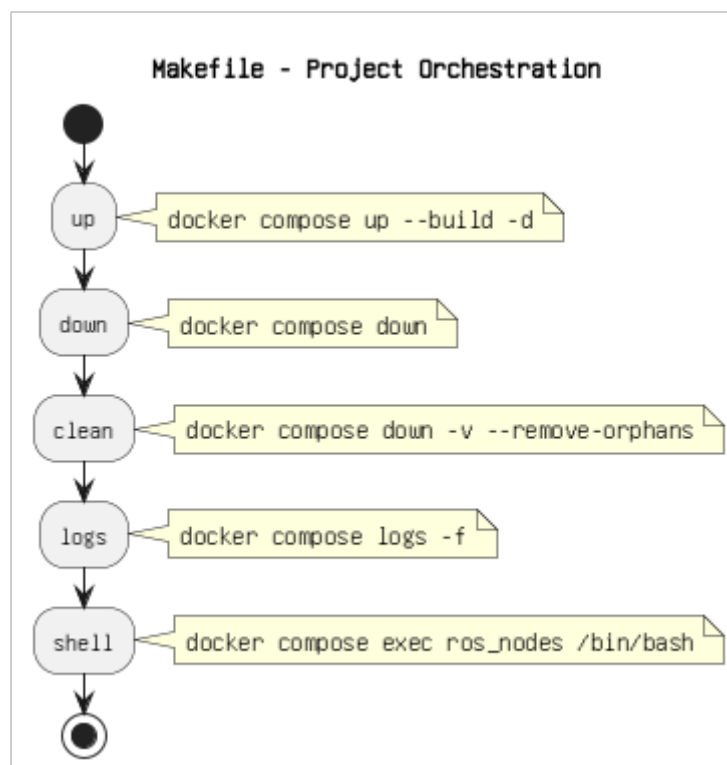 Makefile - Project Orchestration
up
docker compose up --build -d
down
docker compose down
clean
docker compose down -v --remove-orphans
logs
docker compose logs -f
shell
docker compose exec ros_nodes /bin/bash